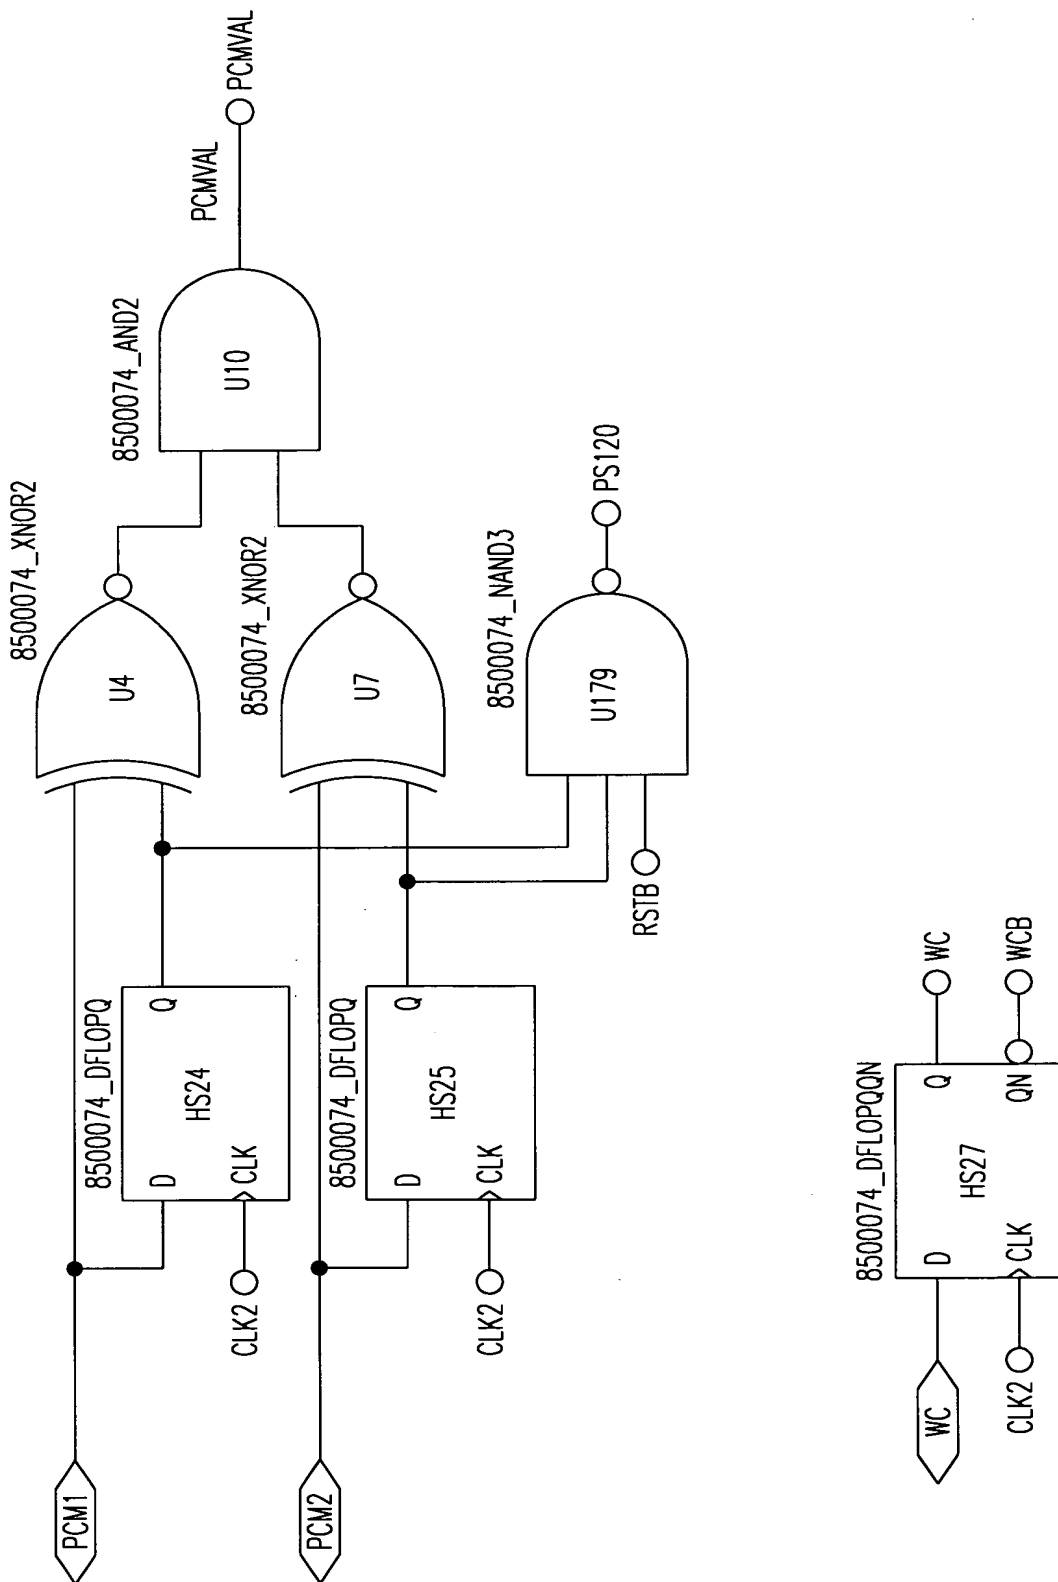 PCM1
8500074_DFLOPQ
D
Q
HS24
CLK
CLK2
8500074_XNOR2
U4
8500074_AND2
U10
PCMVAL
PCMVAL
PCM2
8500074_DFLOPQ
D
Q
HS25
CLK
CLK2
8500074_XNOR2
U7
8500074_NAND3
U179
PS120
RSTB
8500074_DFLOPQQN
WC
D
Q
WC
HS27
CLK2
CLK
QN
WCB